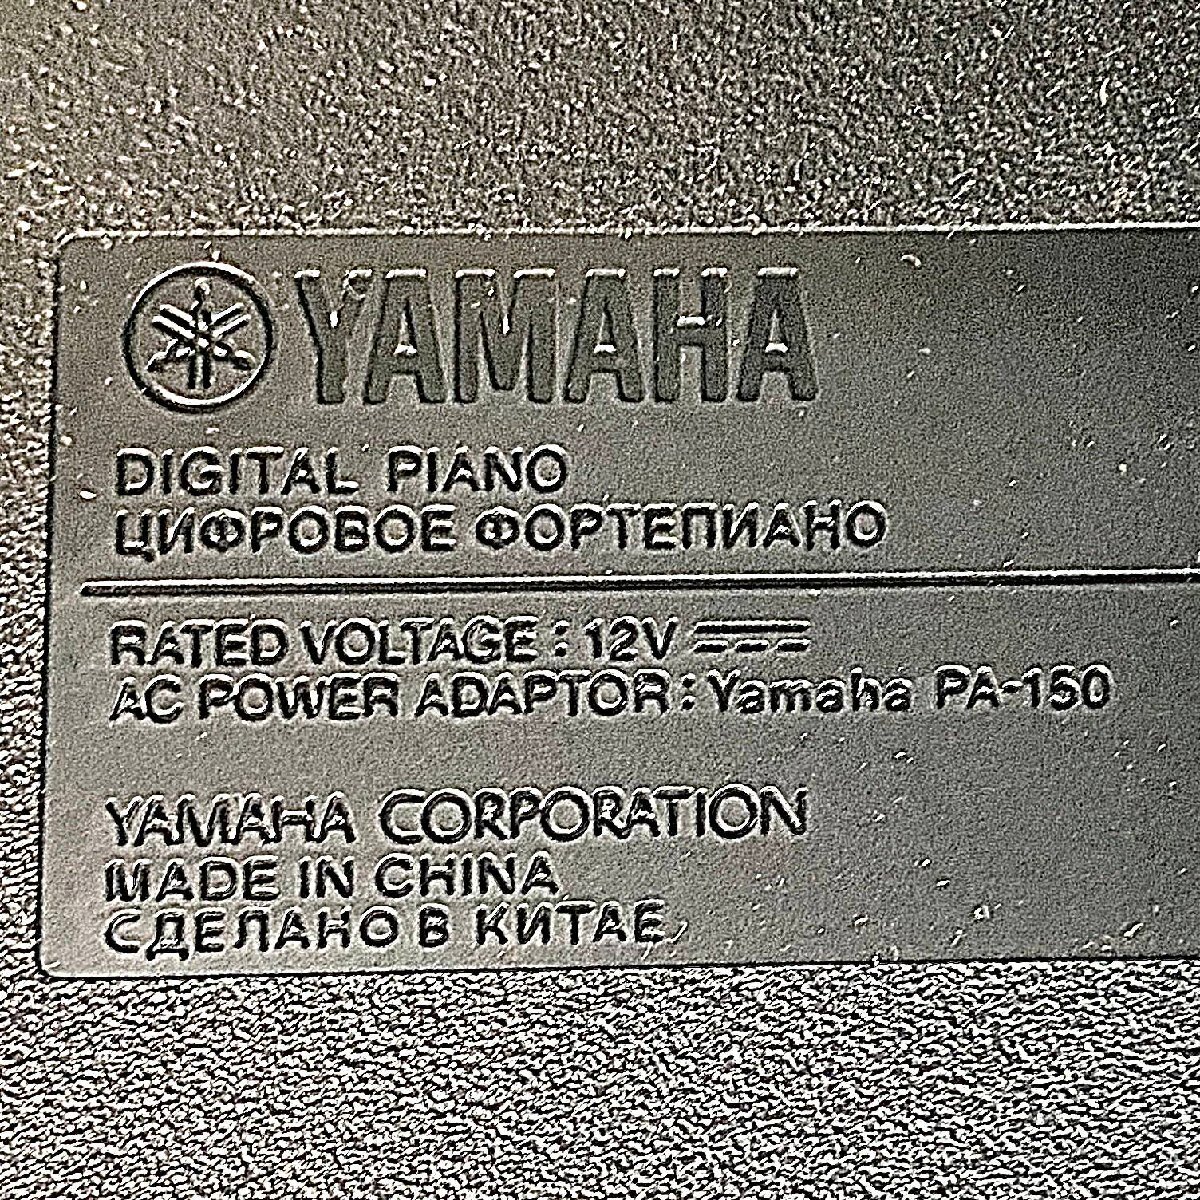 YAMAHA
DIGITAL PIANO
ЦИФРОВОЕ ФОРТЕПИАНО
RATED VOLTAGE : 12V
AC POWER ADAPTOR : Yamaha PA-150
YAMAHA CORPORATION
MADE IN CHINA
СДЕЛАНО В КИТАЕ